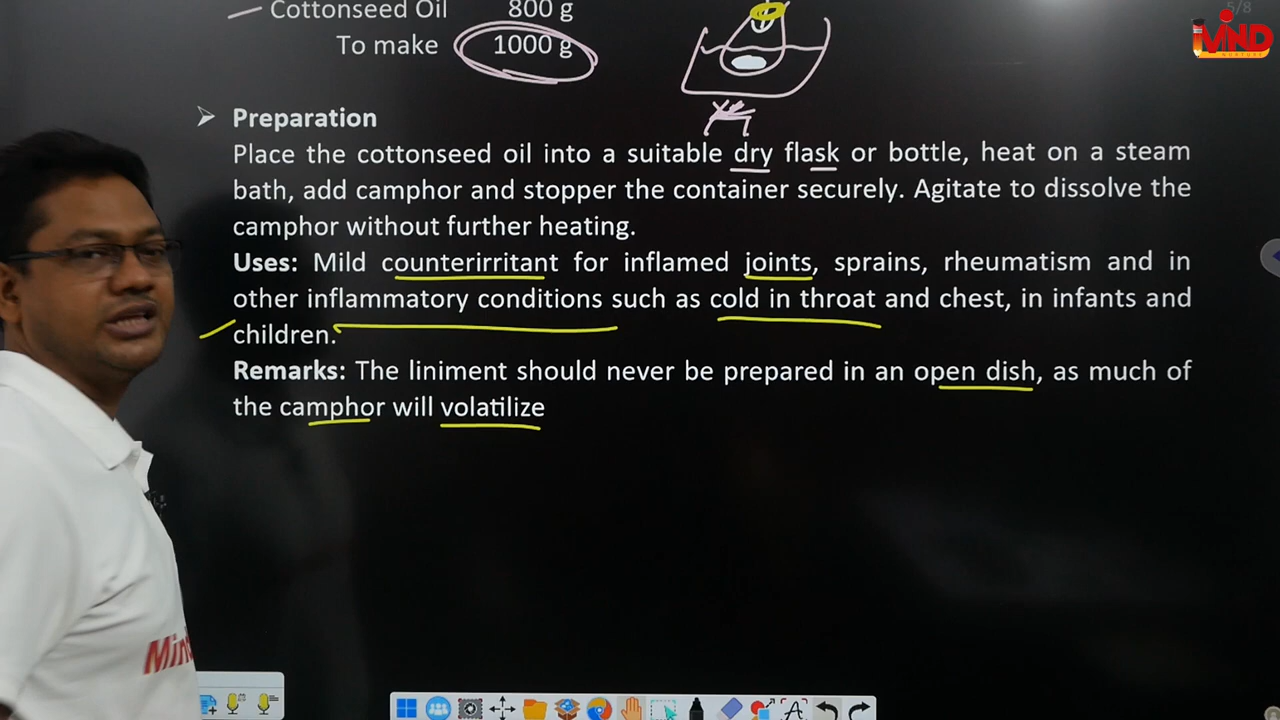 Cottonseed Oil 800 g
5/8
To make 1000 g
MIND
➢ Preparation
Place the cottonseed oil into a suitable dry flask or bottle, heat on a steam
bath, add camphor and stopper the container securely. Agitate to dissolve the
camphor without further heating.
Uses: Mild counterirritant for inflamed joints, sprains, rheumatism and in
other inflammatory conditions such as cold in throat and chest, in infants and
children.
Remarks: The liniment should never be prepared in an open dish, as much of
the camphor will volatilize
Min